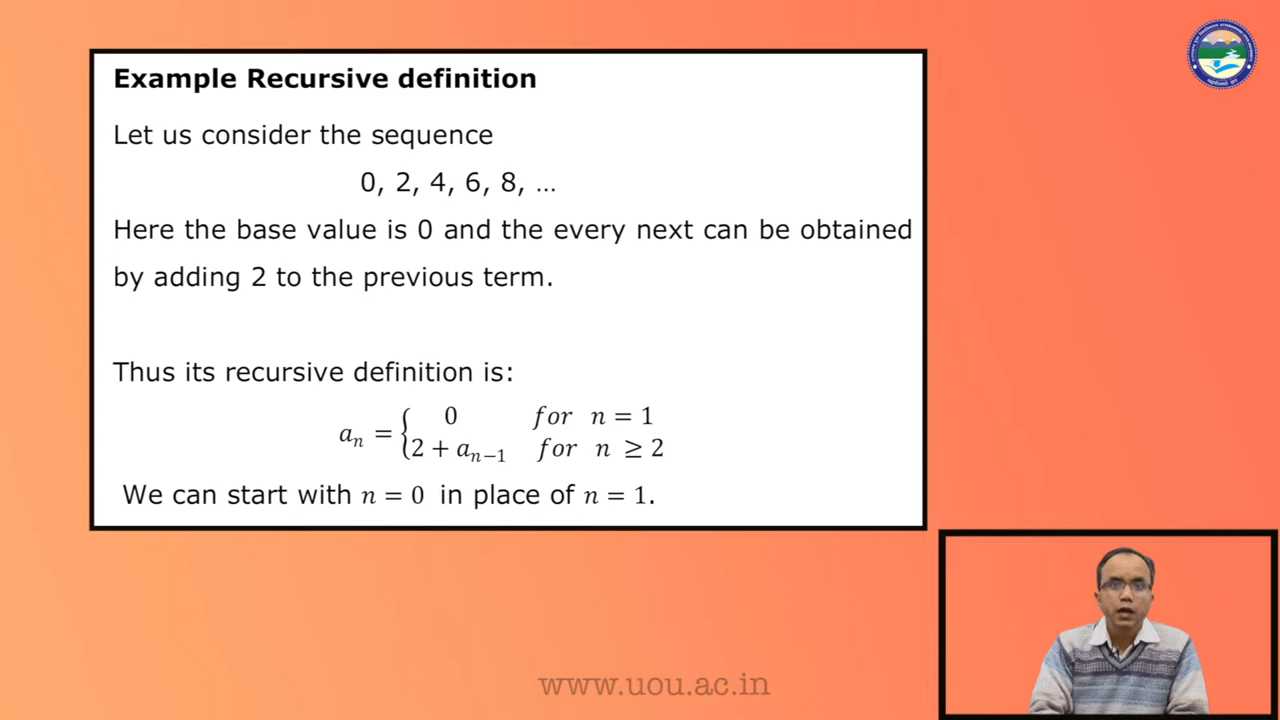 Example Recursive definition
Let us consider the sequence
0, 2, 4, 6, 8, …
Here the base value is 0 and the every next can be obtained
by adding 2 to the previous term.
Thus its recursive definition is:
aₙ = { 0 for n = 1
2 + aₙ₋₁ for n ≥ 2
We can start with n = 0 in place of n = 1.
www.uou.ac.in